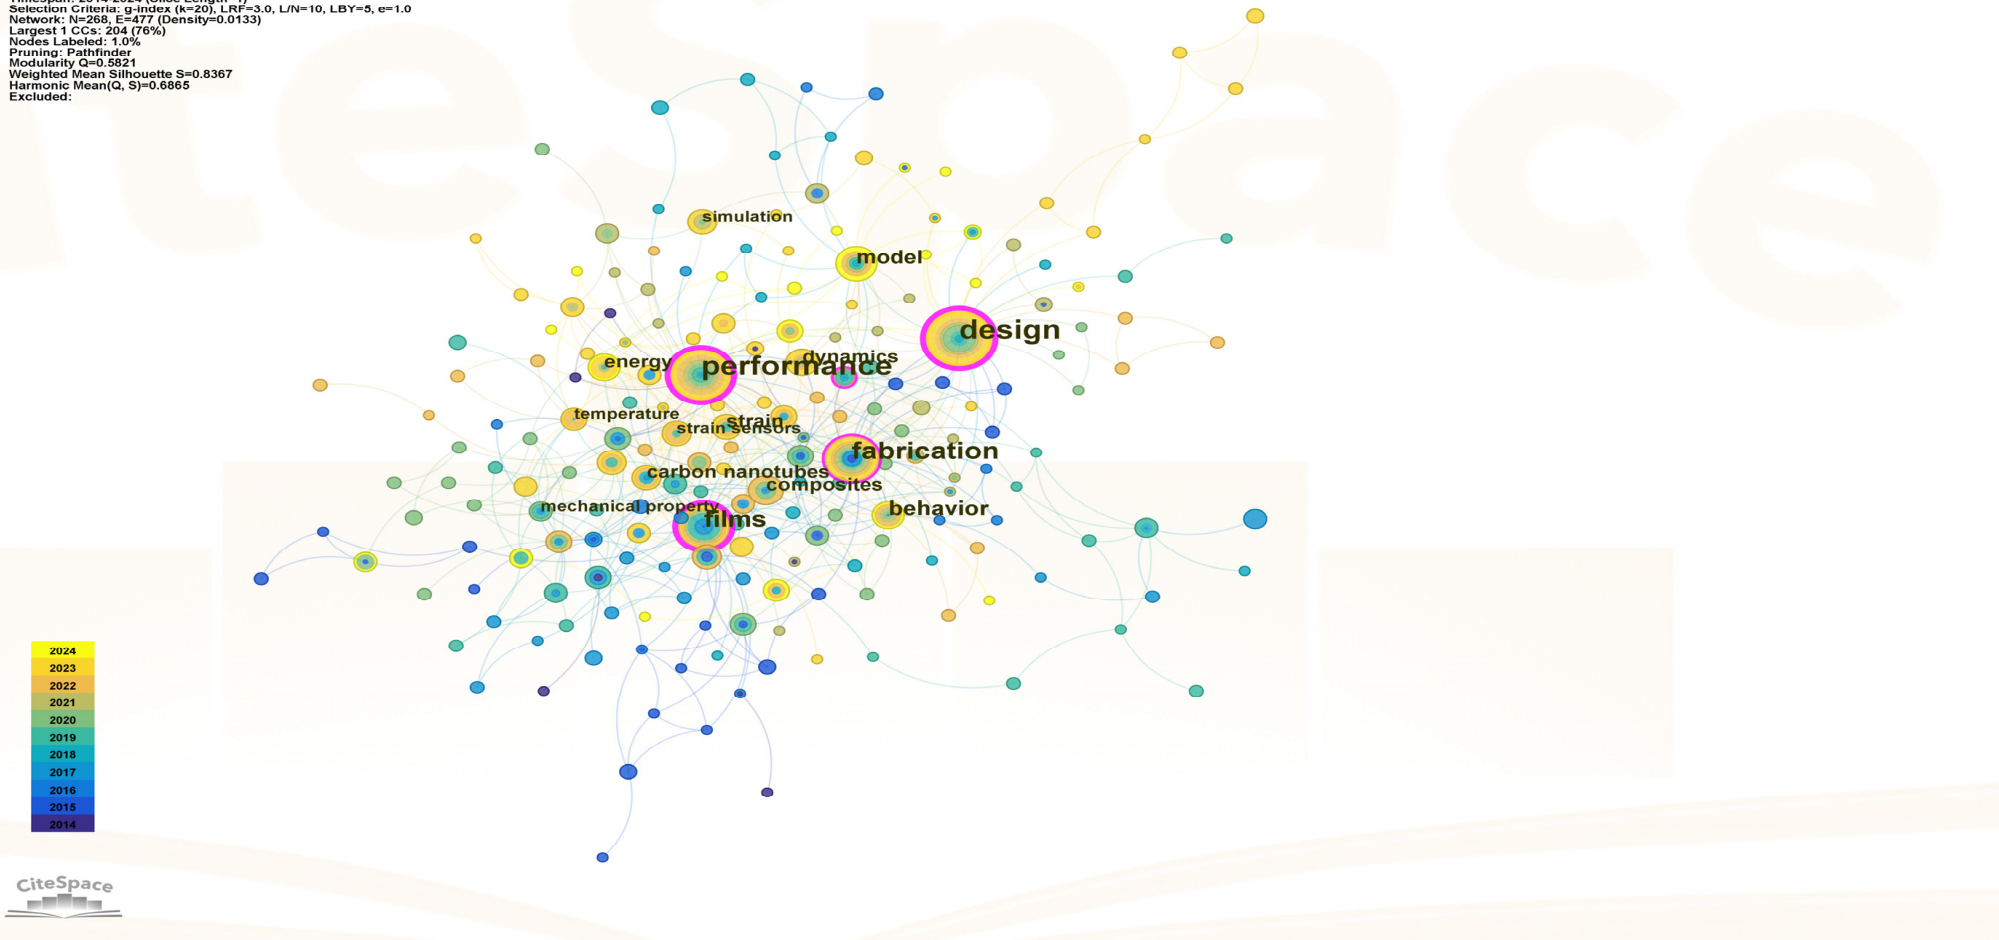 Selection Criteria: g-index (k=20), LRF=3.0, L/N=10, LBY=5, e=1.0
Network: N=268, E=477 (Density=0.0133)
Largest 1 CCs: 204 (76%)
Nodes Labeled: 1.0%
Pruning: Pathfinder
Modularity Q=0.5821
Weighted Mean Silhouette S=0.8367
Harmonic Mean(Q, S)=0.6865
Excluded:
iteSpace
simulation
model
design
dynamics
energy
performance
temperature
strain
strain sensors
fabrication
carbon nanotubes
composites
mechanical property
behavior
films
2024
2023
2022
2021
2020
2019
2018
2017
2016
2015
2014
CiteSpace